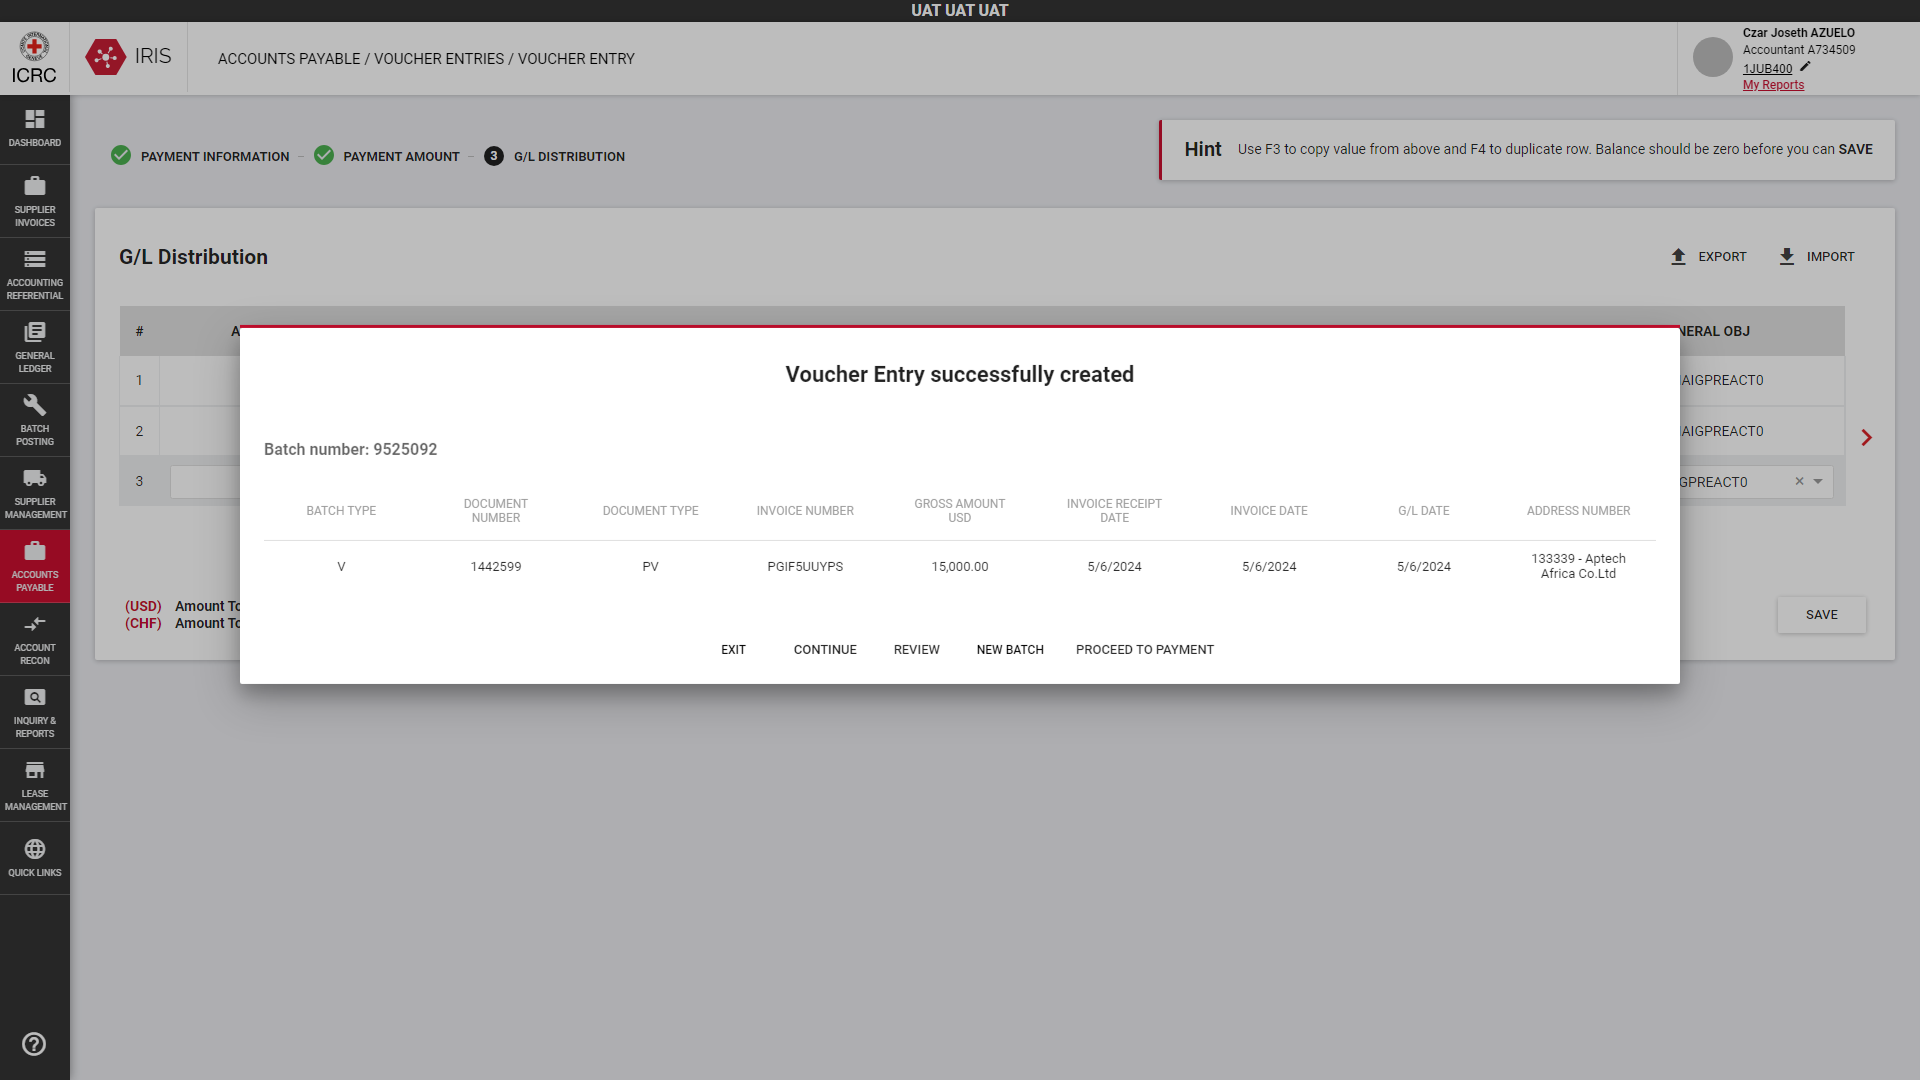 UAT UAT UAT
ICRC
IRIS
ACCOUNTS PAYABLE / VOUCHER ENTRIES / VOUCHER ENTRY
Czar Joseth AZUELO
Accountant A734509
1JUB400
My Reports
DASHBOARD
SUPPLIER
INVOICES
ACCOUNTING
REFERENTIAL
GENERAL
LEDGER
BATCH
POSTING
SUPPLIER
MANAGEMENT
ACCOUNTS
PAYABLE
ACCOUNT
RECON
INQUIRY &
REPORTS
LEASE
MANAGEMENT
QUICK LINKS
PAYMENT INFORMATION
PAYMENT AMOUNT
3 G/L DISTRIBUTION
Hint Use F3 to copy value from above and F4 to duplicate row. Balance should be zero before you can SAVE
G/L Distribution
EXPORT
IMPORT
# A NERAL OBJ
1 IAIGPREACT0
2 IAIGPREACT0
3 GPREACT0
(USD) Amount To
(CHF) Amount To
SAVE
Voucher Entry successfully created
Batch number: 9525092
BATCH TYPE DOCUMENT NUMBER DOCUMENT TYPE INVOICE NUMBER GROSS AMOUNT USD INVOICE RECEIPT DATE INVOICE DATE G/L DATE ADDRESS NUMBER
V 1442599 PV PGIF5UUYPS 15,000.00 5/6/2024 5/6/2024 5/6/2024 133339 - Aptech Africa Co.Ltd
EXIT CONTINUE REVIEW NEW BATCH PROCEED TO PAYMENT